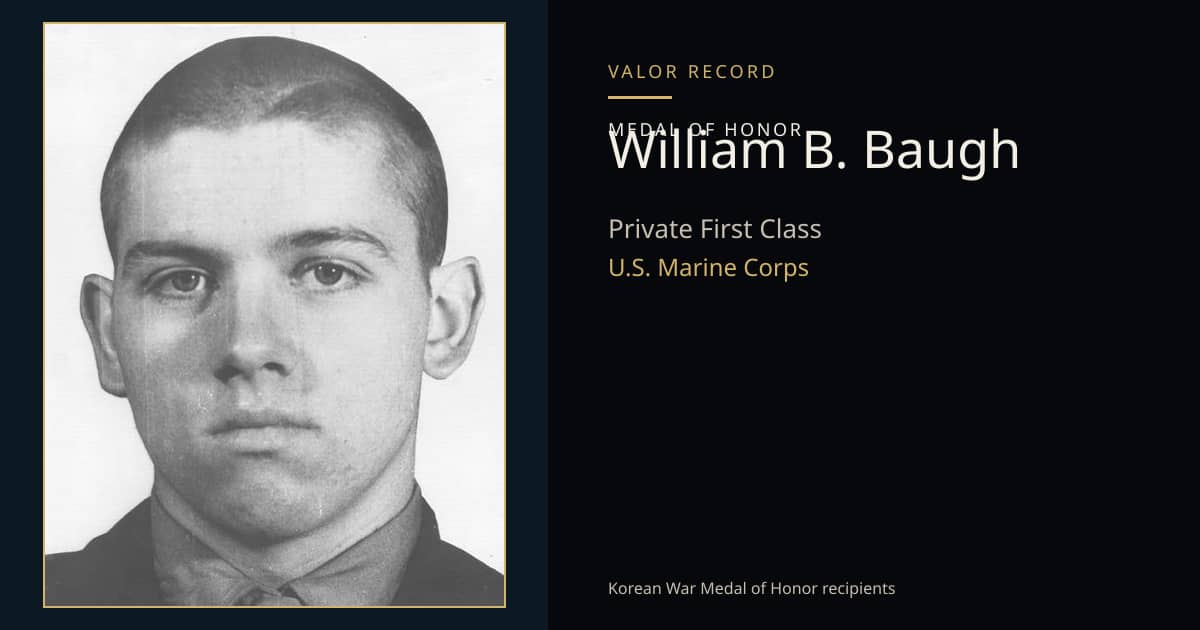 VALOR RECORD
MEDAL OF HONOR
William B. Baugh
Private First Class
U.S. Marine Corps
Korean War Medal of Honor recipients